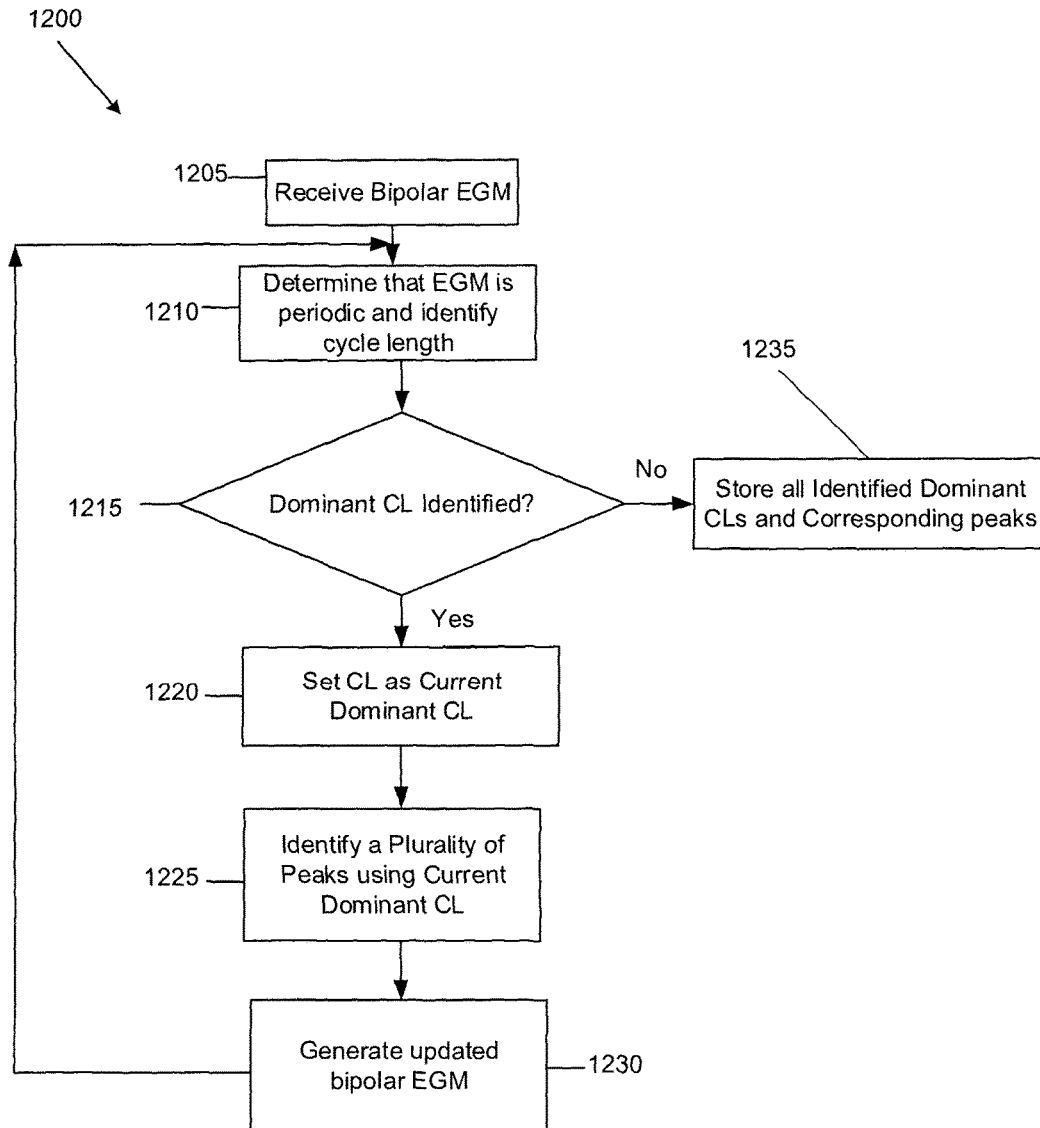 1200
1205
Receive Bipolar EGM
Determine that EGM is
periodic and identify
cycle length
1210
1235
Dominant CL Identified?
1215
No
Store all Identified Dominant
CLs and Corresponding peaks
Yes
Set CL as Current
Dominant CL
1220
Identify a Plurality of
Peaks using Current
Dominant CL
1225
Generate updated
bipolar EGM
1230